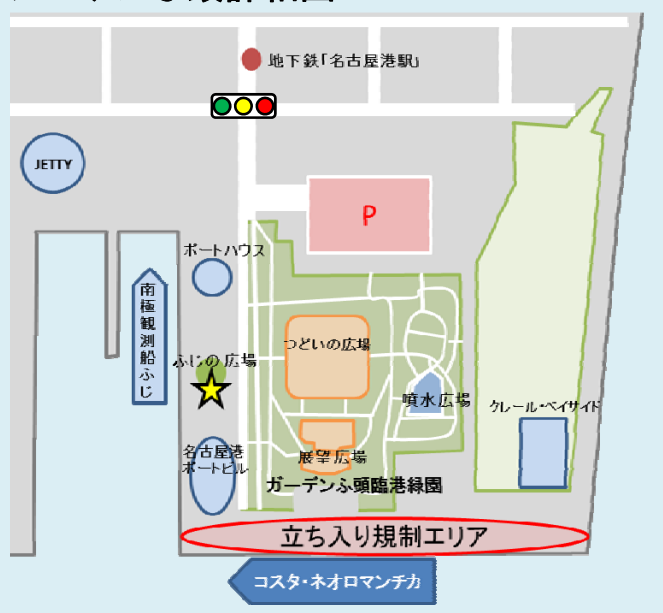 地下鉄「名古屋港駅」
JETTY
P
ポートハウス
南極観測船ふじ
つどいの広場
ふじの広場
噴水広場
クレール・ベイサイド
名古屋港
ポートビル
展望広場
ガーデンふ頭臨港緑園
立ち入り規制エリア
コスタ・ネオロマンチカ